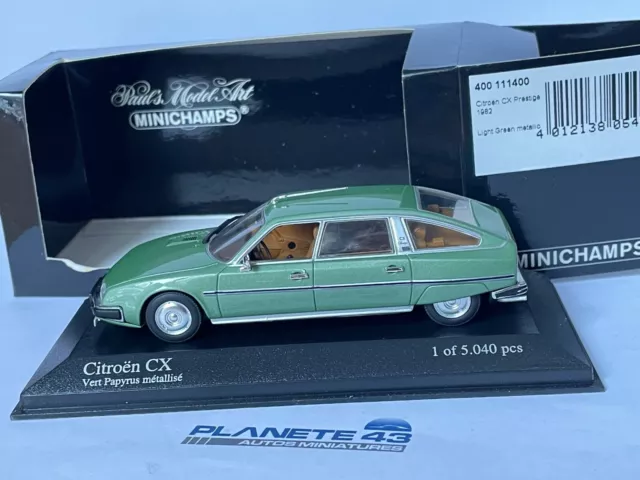 Paul's Model Art
MINICHAMPS®
400 111400
Citroën CX Prestige
1982
Light Green metallic
4 012138 054
Citroën CX
Vert Papyrus métallisé
1 of 5.040 pcs
PLANETE 43
AUTOS MINIATURES